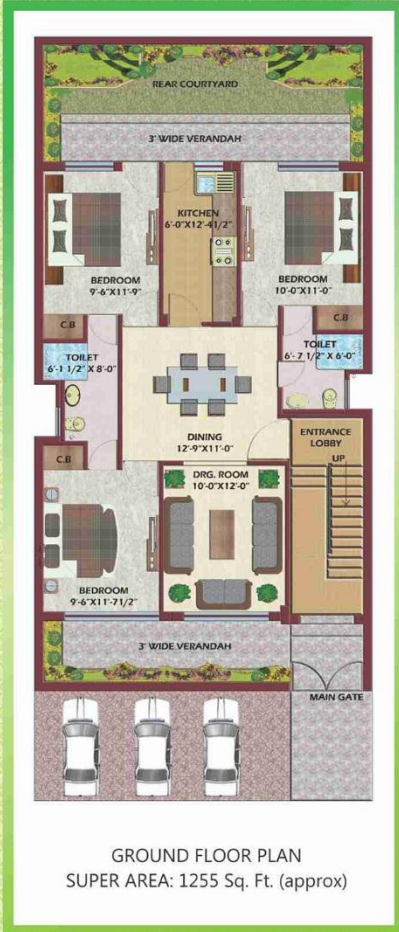 REAR COURTYARD
3' WIDE VERANDAH
KITCHEN
6'-0"X12'-41/2"
BEDROOM
9'-6"X11'-9"
BEDROOM
10'-0"X11'-0"
C.B
C.B
TOILET
6'-1 1/2" X 8'-0"
TOILET
6'- 7 1/2" X 6'-0"
DINING
12'-9"X11'-0"
ENTRANCE
LOBBY
UP
C.B
DRG. ROOM
10'-0"X12'-0"
BEDROOM
9'-6"X11'-71/2"
3' WIDE VERANDAH
MAIN GATE
GROUND FLOOR PLAN
SUPER AREA: 1255 Sq. Ft. (approx)